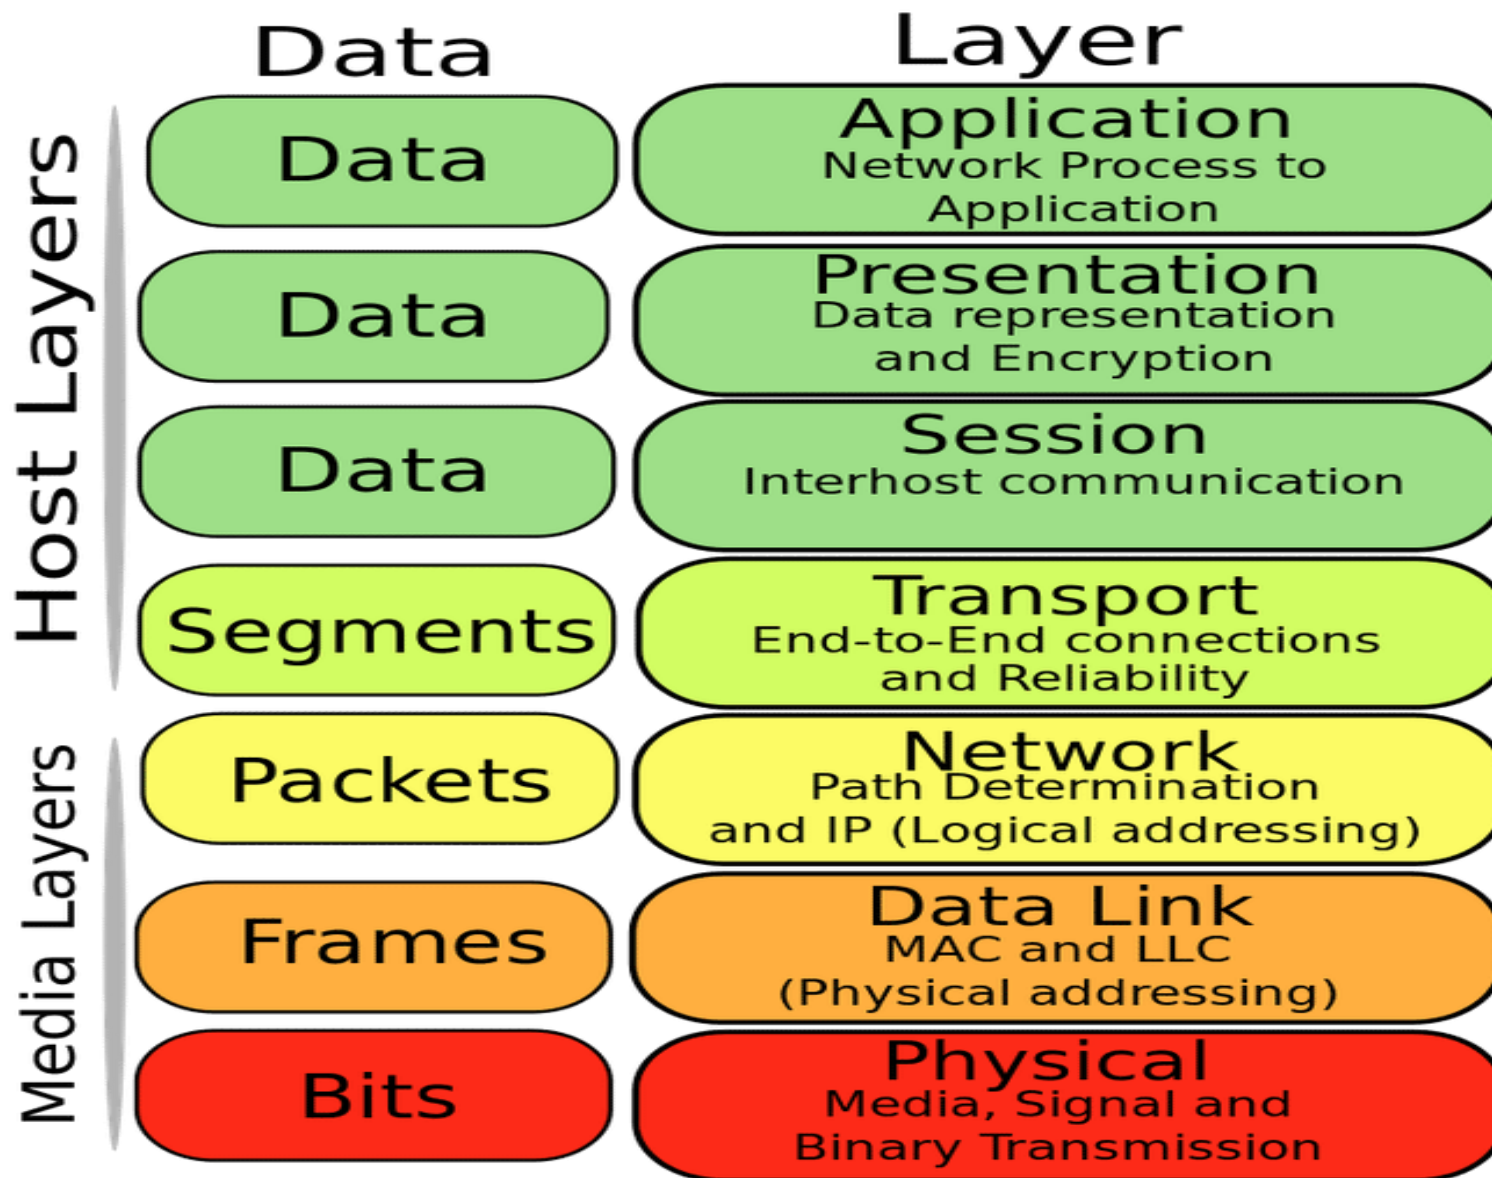 Data
Layer
Host Layers
Data
Application
Network Process to
Application
Data
Presentation
Data representation
and Encryption
Data
Session
Interhost communication
Segments
Transport
End-to-End connections
and Reliability
Media Layers
Packets
Network
Path Determination
and IP (Logical addressing)
Frames
Data Link
MAC and LLC
(Physical addressing)
Bits
Physical
Media, Signal and
Binary Transmission